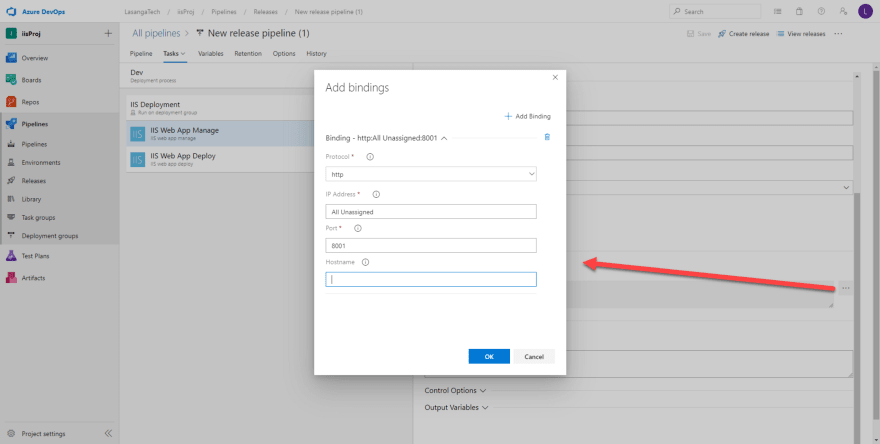 Azure DevOps
LasangaTech / iisProj / Pipelines / Releases / New release pipeline (1)
Search
L
I iisProj
All pipelines > New release pipeline (1)
Save
Create release
View releases
Overview
Pipeline Tasks Variables Retention Options History
Boards
Dev
Deployment process
Add bindings
Repos
IIS Deployment
Run on deployment group
Add Binding
Pipelines
IIS Web App Manage
IIS web app manage
Binding - http:All Unassigned:8001
Pipelines
IIS Web App Deploy
IIS web app deploy
Protocol *
Environments
http
Releases
IP Address *
Library
All Unassigned
Task groups
Port *
Deployment groups
8001
Test Plans
Hostname
Artifacts
OK
Cancel
Control Options
Output Variables
Project settings